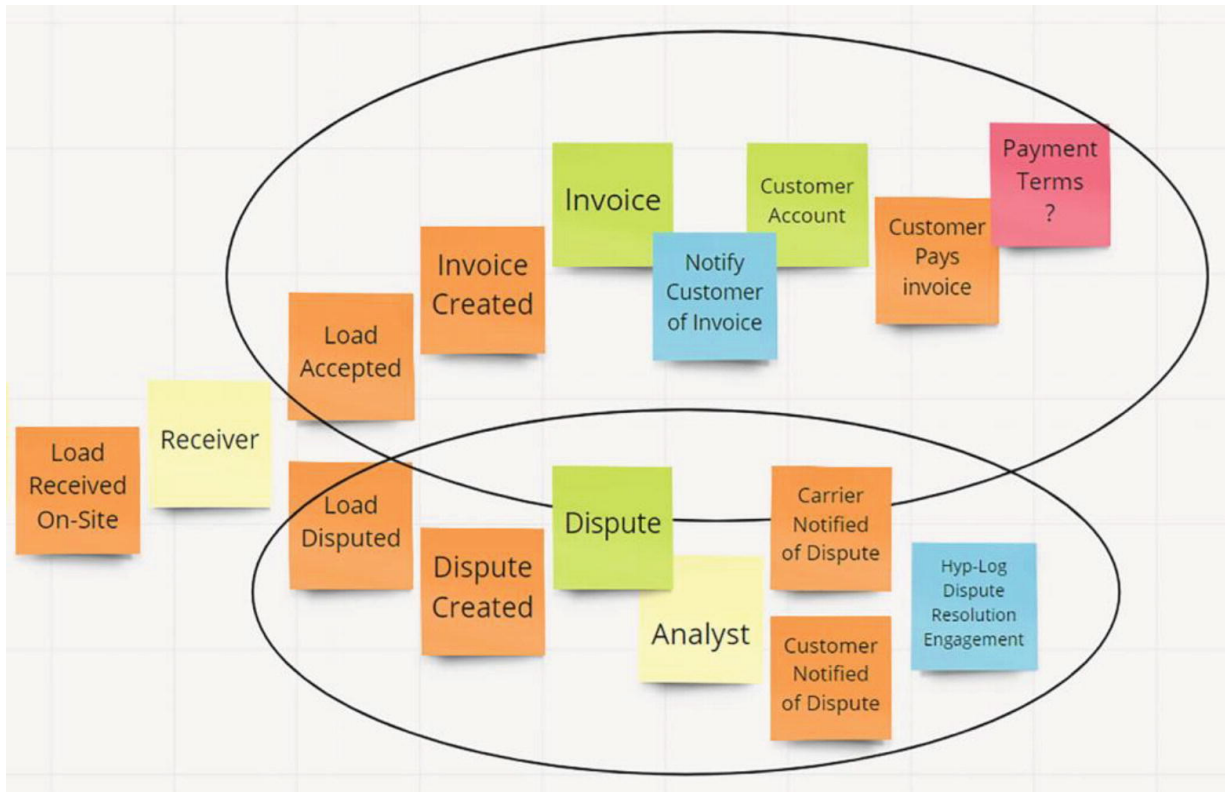 Load
Received
On-Site
Receiver
Load
Accepted
Invoice
Created
Invoice
Notify
Customer
of Invoice
Customer
Account
Customer
Pays
invoice
Payment
Terms
?
Load
Disputed
Dispute
Created
Dispute
Analyst
Carrier
Notified
of Dispute
Customer
Notified
of Dispute
Hyp-Log
Dispute
Resolution
Engagement